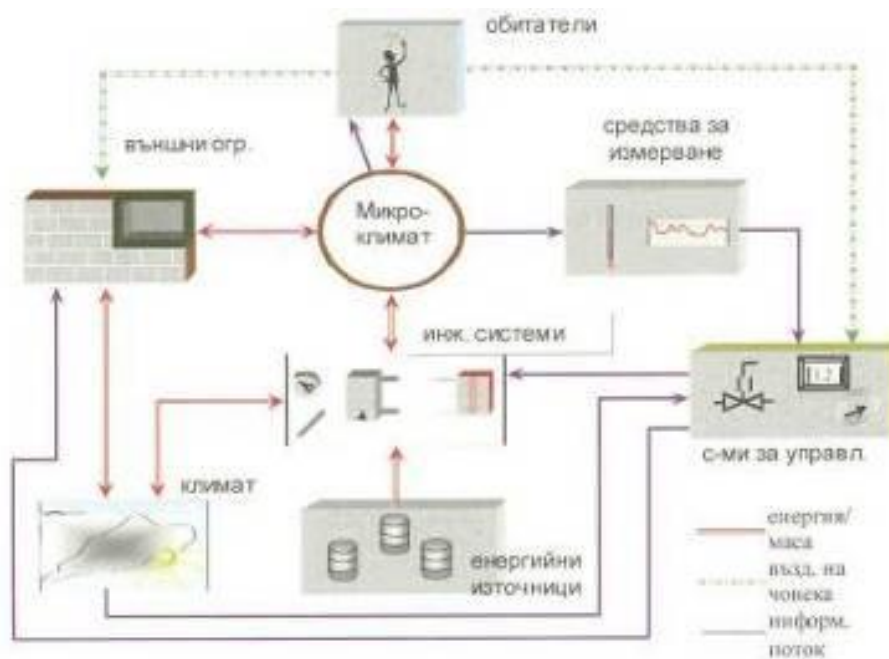 обитатели
външни огр.
средства за
измерване
Микро-
климат
инж. системи
с-ми за управл.
климат
енергийни
източници
енергия/
маса
възд. на
човека
информ.
поток